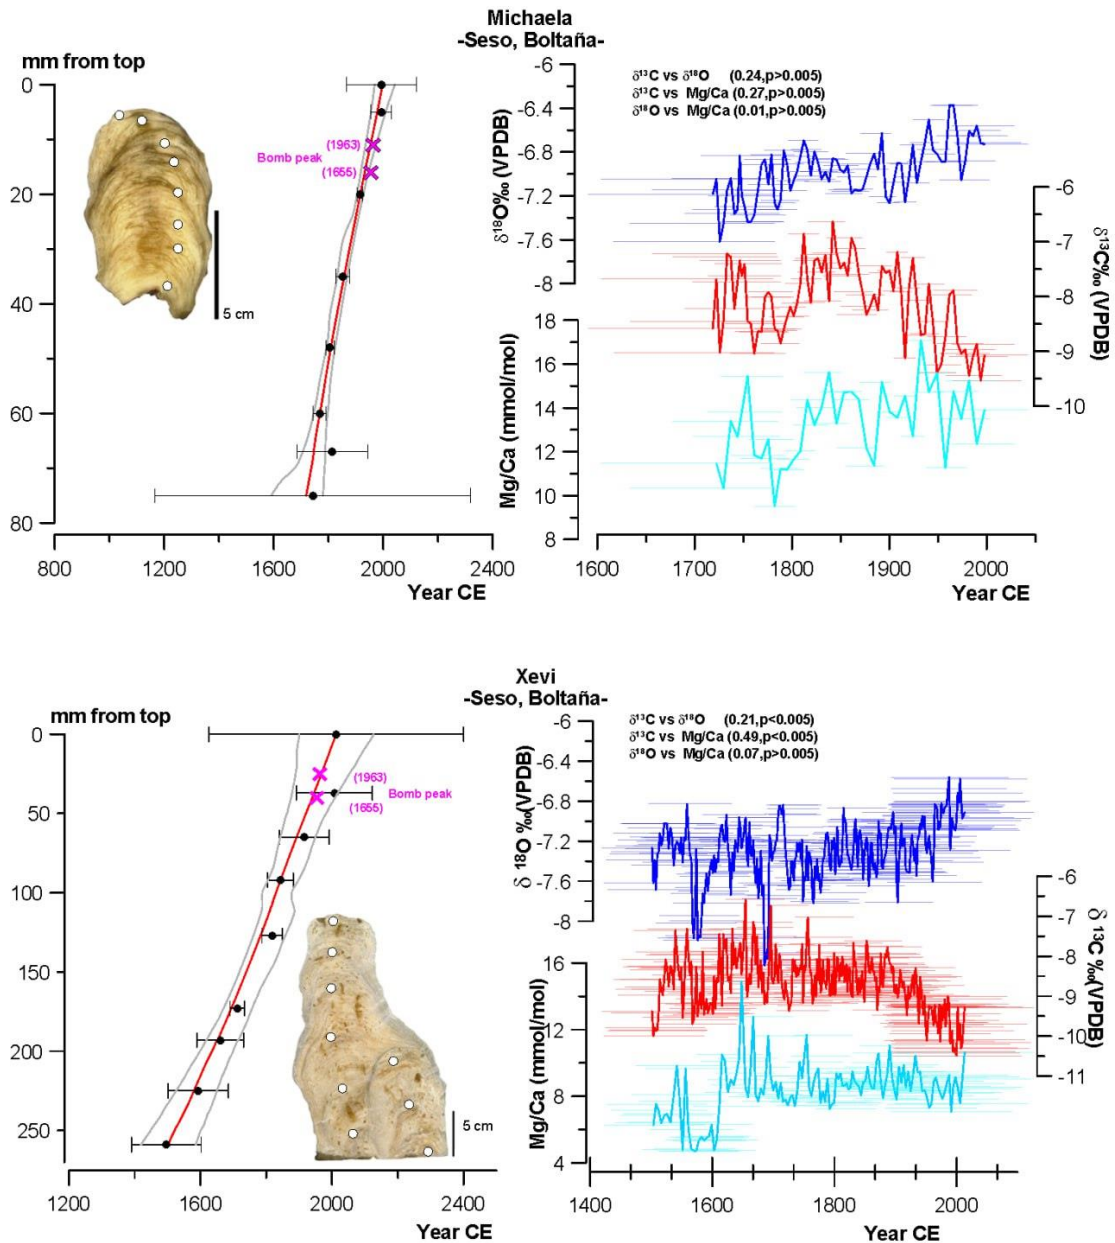 Michaela
-Seso, Boltaña-
mm from top
0
20
40
60
80
800
1200
1600
2000
2400
Year CE
(1963)
Bomb peak
(1655)
5 cm
δ¹³C vs δ¹⁸O (0.24,p>0.005)
δ¹³C vs Mg/Ca (0.27,p>0.005)
δ¹⁸O vs Mg/Ca (0.01,p>0.005)
-6
-6.4
-6.8
-7.2
-7.6
-8
δ¹⁸O‰ (VPDB)
-6
-7
-8
-9
-10
δ¹³C‰ (VPDB)
18
16
14
12
10
8
Mg/Ca (mmol/mol)
1600
1700
1800
1900
2000
Year CE
Xevi
-Seso, Boltaña-
mm from top
0
50
100
150
200
250
1200
1600
2000
2400
Year CE
(1963)
Bomb peak
(1655)
5 cm
δ¹³C vs δ¹⁸O (0.21,p<0.005)
δ¹³C vs Mg/Ca (0.49,p<0.005)
δ¹⁸O vs Mg/Ca (0.07,p>0.005)
-6
-6.4
-6.8
-7.2
-7.6
-8
δ ¹⁸O ‰(VPDB)
-6
-7
-8
-9
-10
-11
δ ¹³C ‰(VPDB)
16
12
8
4
Mg/Ca (mmol/mol)
1400
1600
1800
2000
Year CE